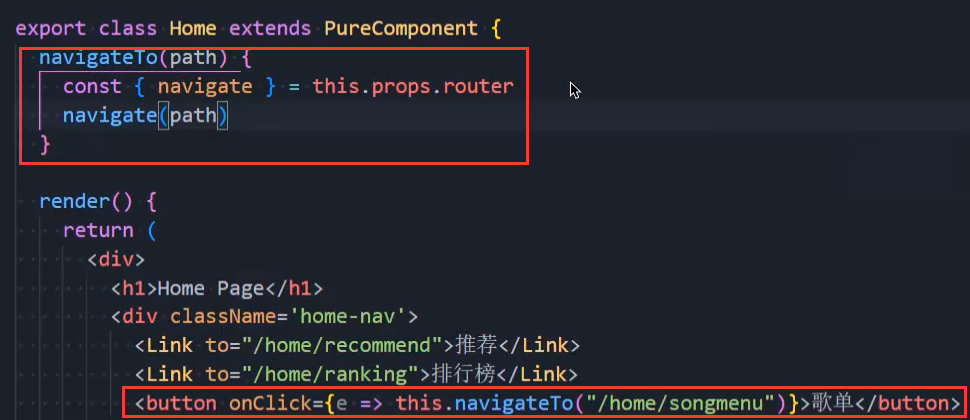 export class Home extends PureComponent {
navigateTo(path) {
const { navigate } = this.props.router
navigate(path)
}
render() {
return (
<div>
<h1>Home Page</h1>
<div className='home-nav'>
<Link to="/home/recommend">推荐</Link>
<Link to="/home/ranking">排行榜</Link>
<button onClick={e => this.navigateTo("/home/songmenu")}>歌单</button>